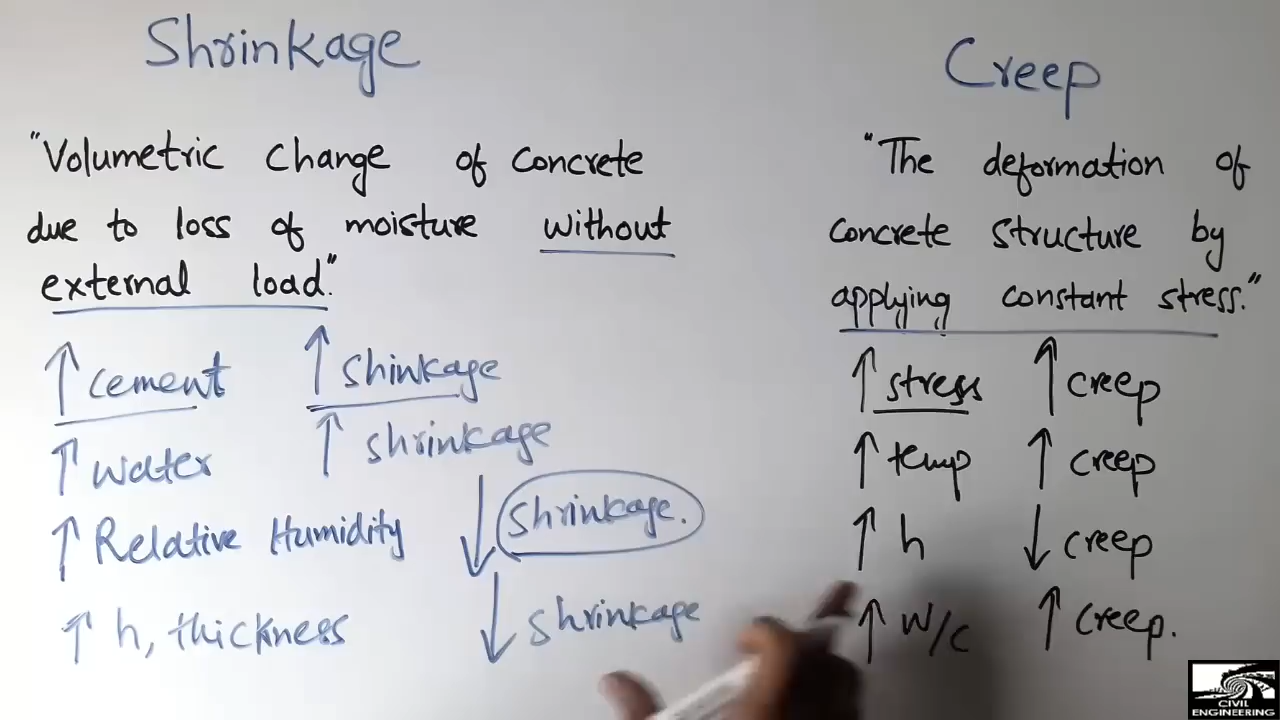 Shrinkage
"Volumetric change of concrete
due to loss of moisture without
external load."
↑ cement ↑ shinkage
↑ water ↑ shrinkage
↑ Relative Humidity ↓ shrinkage.
↑ h, thickness ↓ shrinkage
Creep
"The deformation of
concrete structure by
applying constant stress."
↑ stress ↑ creep
↑ temp ↑ creep
↑ h ↓ creep
↑ W/C ↑ creep.
CIVIL
ENGINEERING